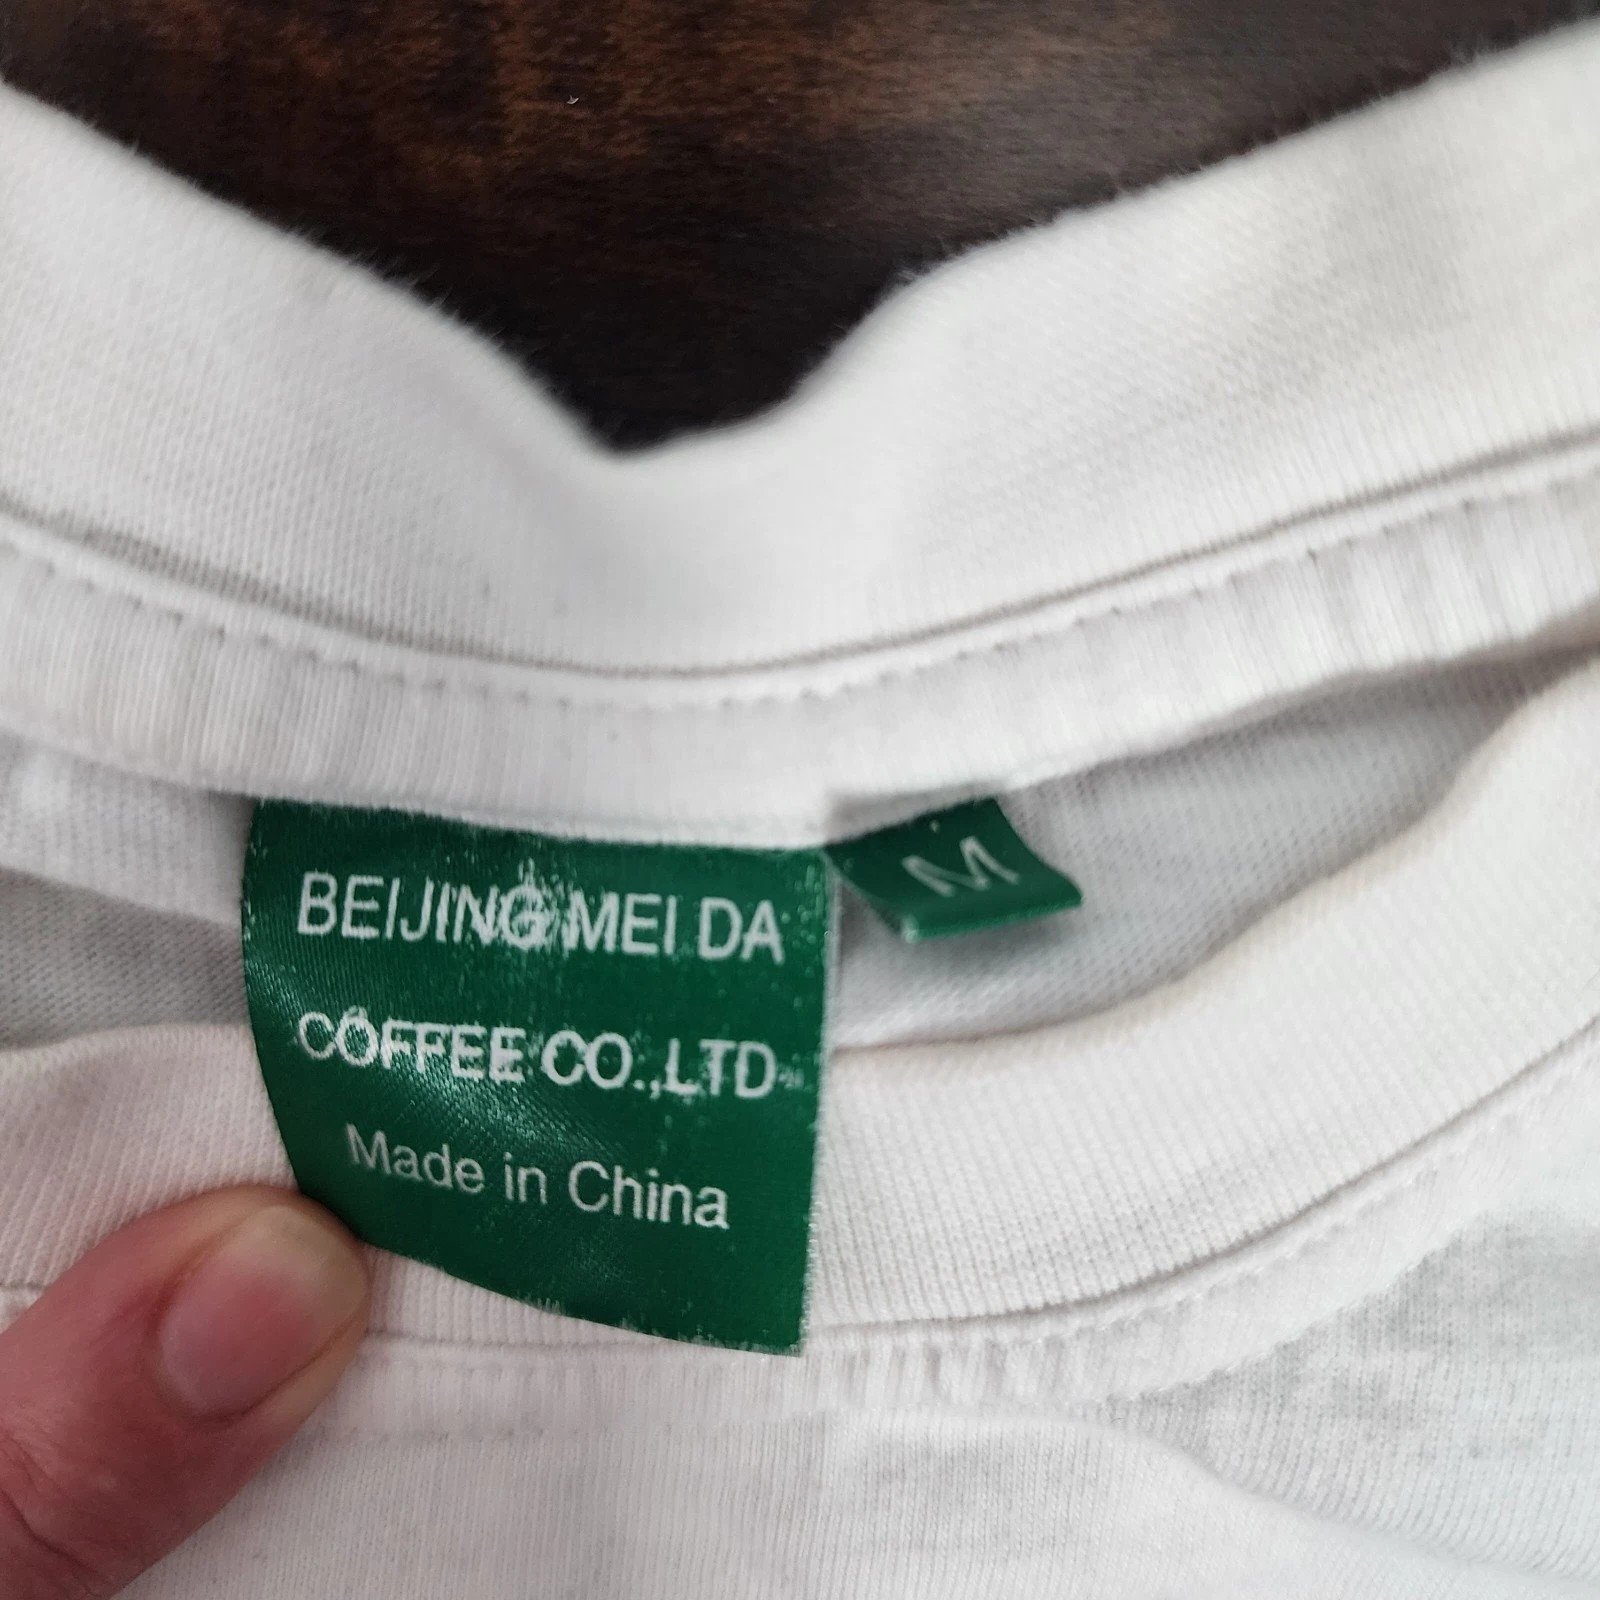 BEIJING MEI DA
COFFEE CO.,LTD
Made in China
M